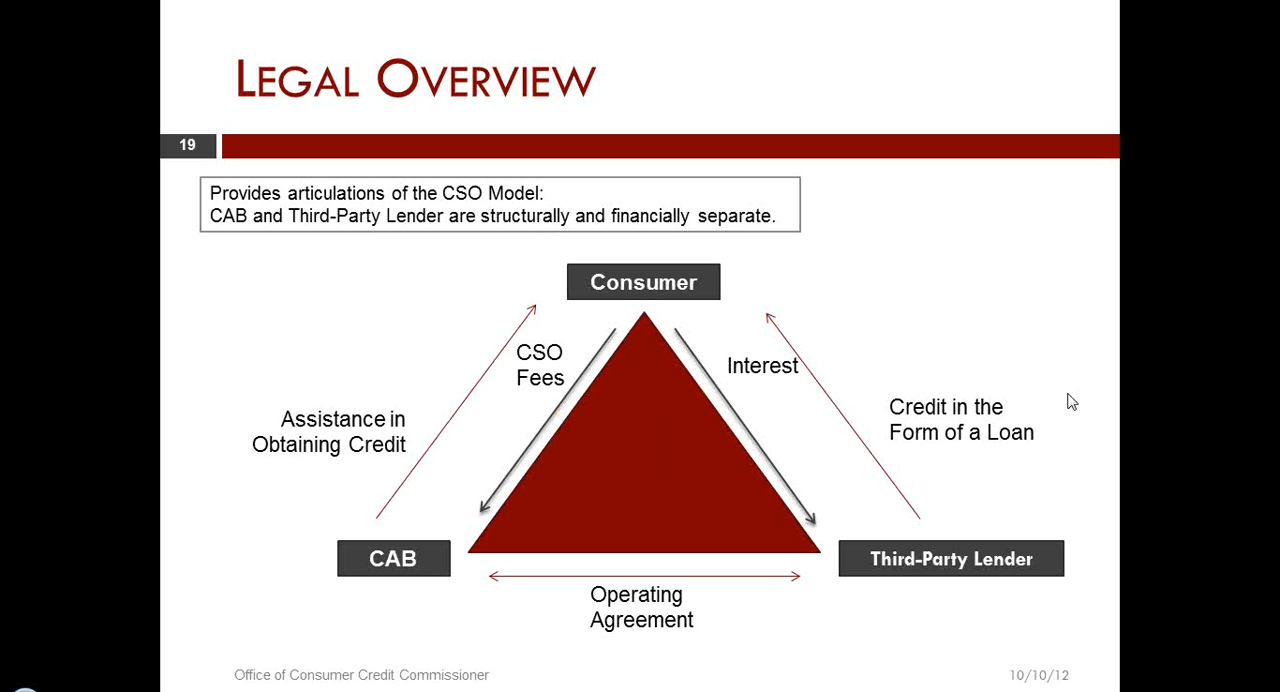 LEGAL OVERVIEW
19
Provides articulations of the CSO Model:
CAB and Third-Party Lender are structurally and financially separate.
Consumer
CSO
Fees
Interest
Assistance in
Obtaining Credit
Credit in the
Form of a Loan
CAB
Third-Party Lender
Operating
Agreement
Office of Consumer Credit Commissioner
10/10/12